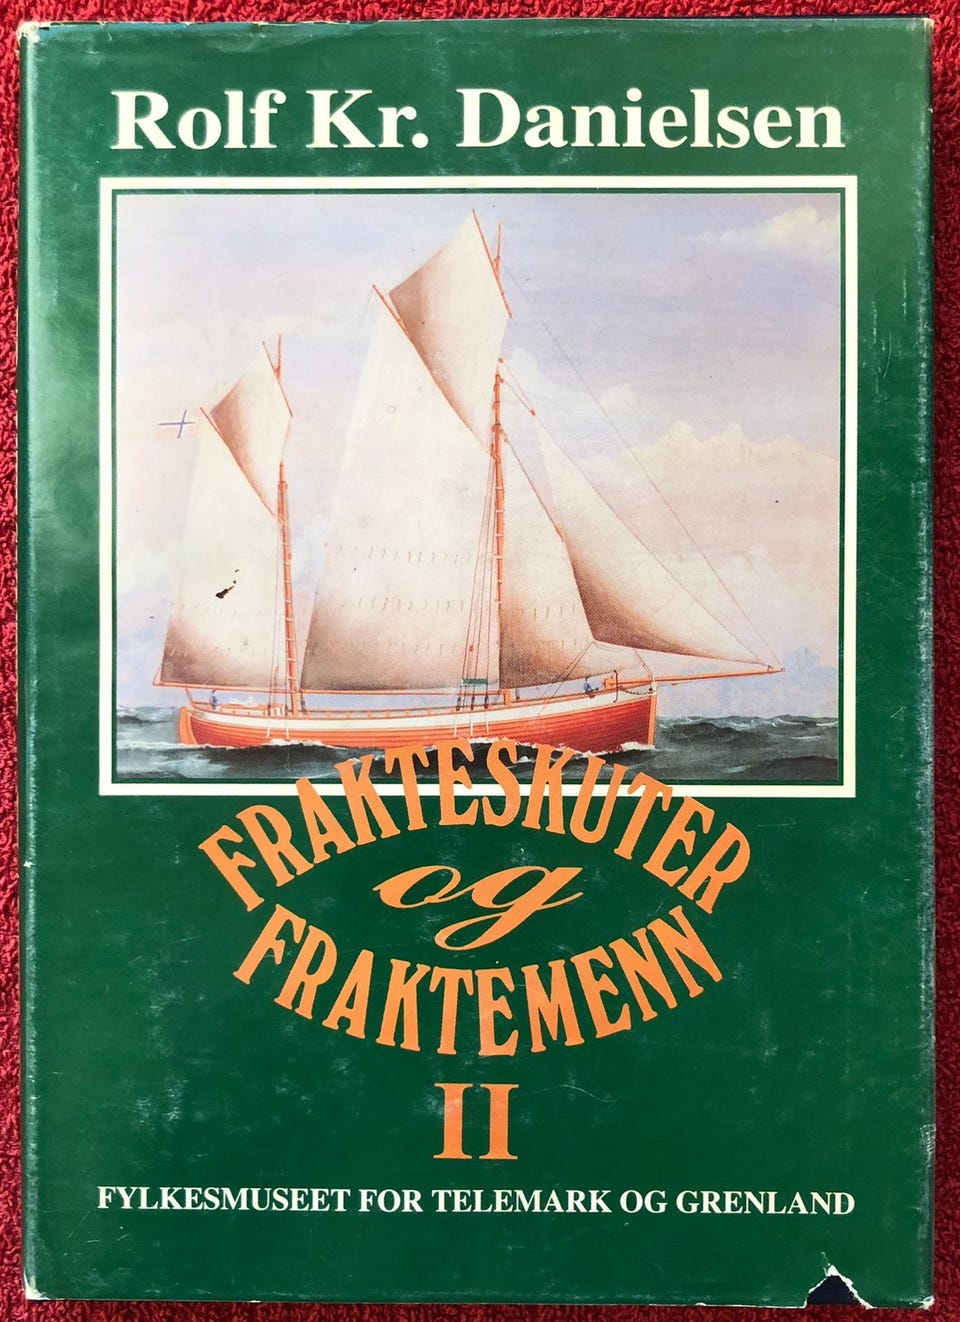 Rolf Kr. Danielsen
FRAKTESKUTER
og
FRAKTEMENN
II
FYLKESMUSEET FOR TELEMARK OG GRENLAND